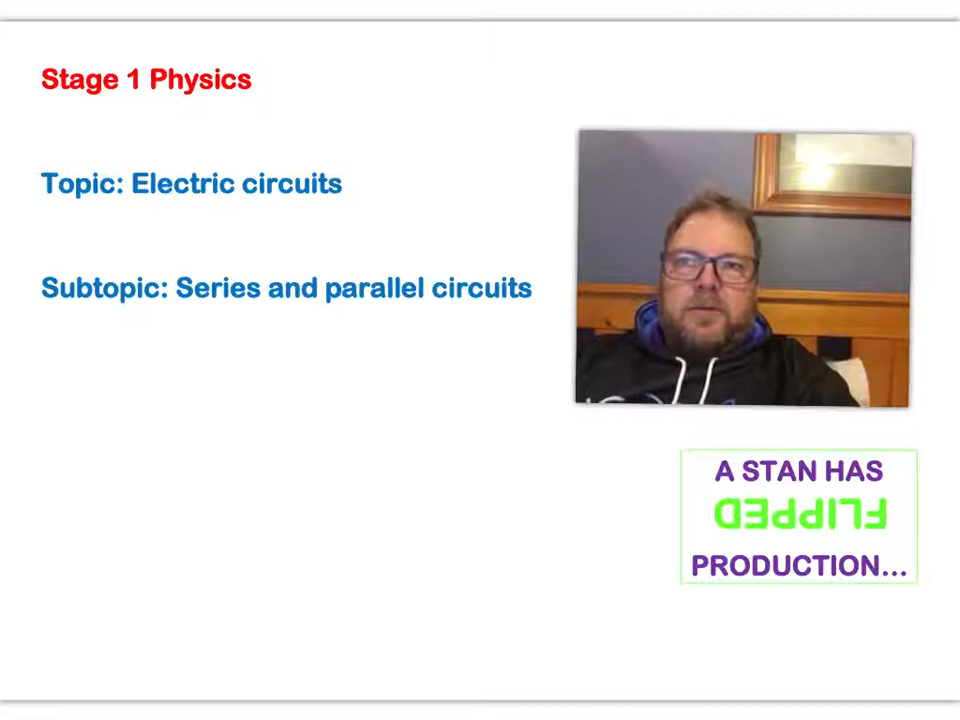 Stage 1 Physics
Topic: Electric circuits
Subtopic: Series and parallel circuits
A STAN HAS
FLIPPED
PRODUCTION...